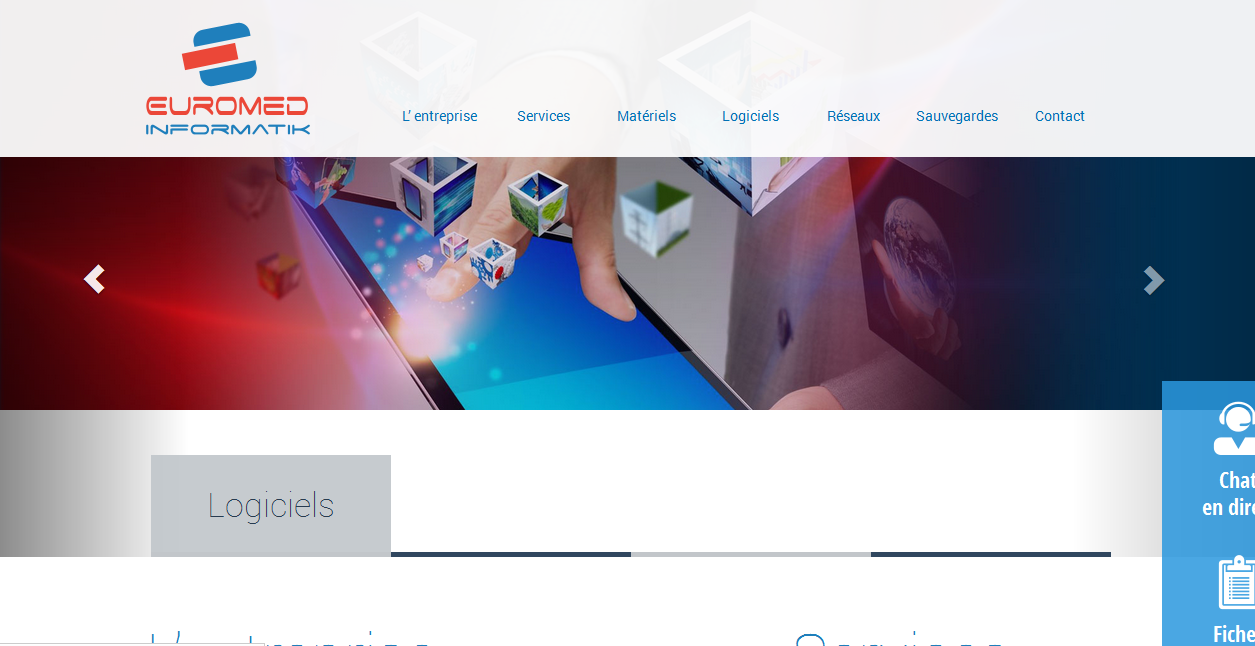 EUROMED
INFORMATIK
L' entreprise Services Matériels Logiciels Réseaux Sauvegardes Contact
Logiciels
Chat
en dire
Fiche